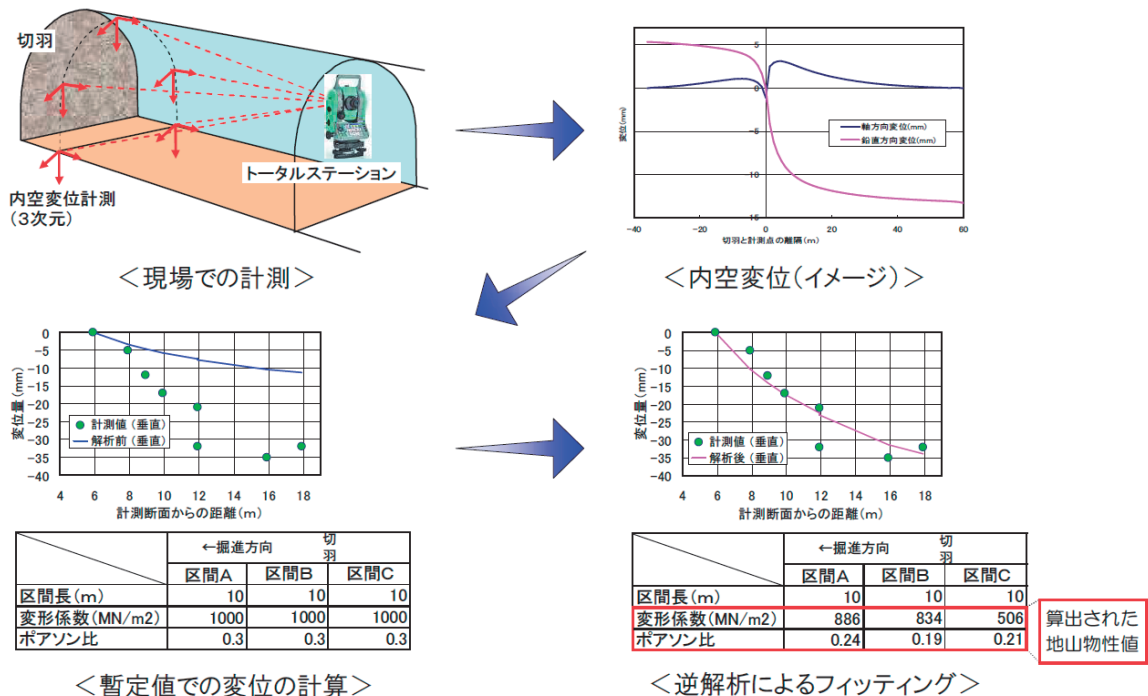 切羽
トータルステーション
内空変位計測
(3次元)
<現場での計測>
5
0
-5
-10
-15
変位(mm)
軸方向変位(mm)
鉛直方向変位(mm)
-40
-20
0
20
40
60
切羽と計測点の離隔(m)
<内空変位(イメージ)>
0
-5
-10
-15
-20
-25
-30
-35
-40
変位量(mm)
計測値(垂直)
解析前(垂直)
4 6 8 10 12 14 16 18
計測断面からの距離(m)
←掘進方向 切羽
区間A 区間B 区間C
区間長(m) 10 10 10
変形係数(MN/m2) 1000 1000 1000
ポアソン比 0.3 0.3 0.3
<暫定値での変位の計算>
0
-5
-10
-15
-20
-25
-30
-35
-40
変位量(mm)
計測値(垂直)
解析後(垂直)
4 6 8 10 12 14 16 18
計測断面からの距離(m)
←掘進方向 切羽
区間A 区間B 区間C
区間長(m) 10 10 10
変形係数(MN/m2) 886 834 506
ポアソン比 0.24 0.19 0.21
算出された
地山物性値
<逆解析によるフィッティング>